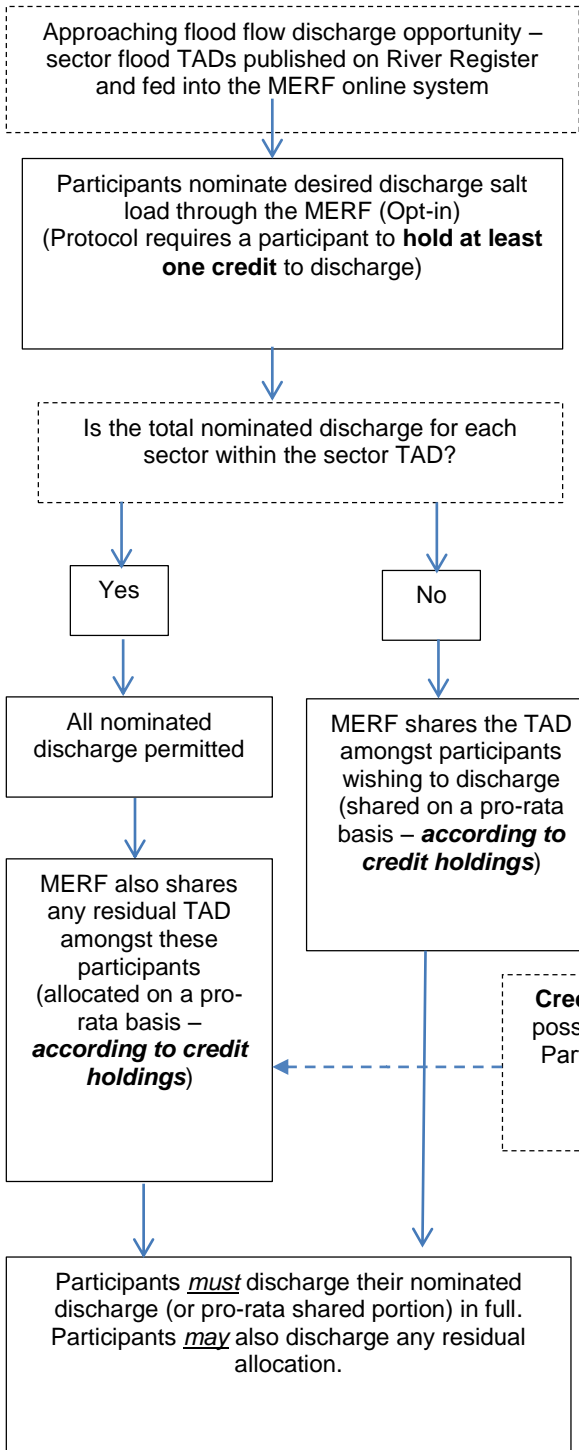 Approaching flood flow discharge opportunity –
sector flood TADs published on River Register
and fed into the MERF online system
Participants nominate desired discharge salt
load through the MERF (Opt-in)
(Protocol requires a participant to hold at least
one credit to discharge)
Is the total nominated discharge for each
sector within the sector TAD?
Yes
No
All nominated
discharge permitted
MERF shares the TAD
amongst participants
wishing to discharge
(shared on a pro-rata
basis – according to
credit holdings)
MERF also shares
any residual TAD
amongst these
participants
(allocated on a pro-
rata basis –
according to credit
holdings)
Participants must discharge their nominated
discharge (or pro-rata shared portion) in full.
Participants may also discharge any residual
allocation.